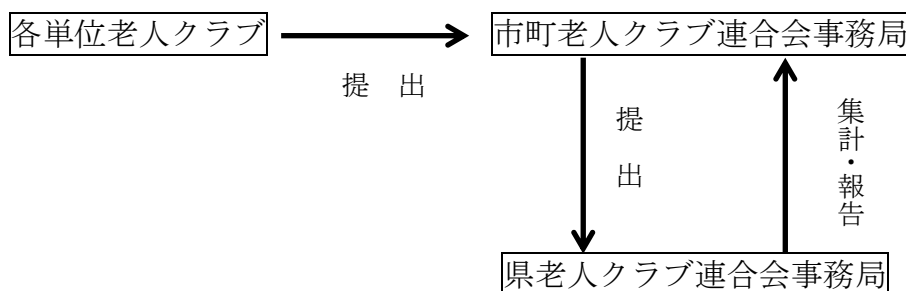 各単位老人クラブ
市町老人クラブ連合会事務局
提 出
提出
集計・報告
県老人クラブ連合会事務局